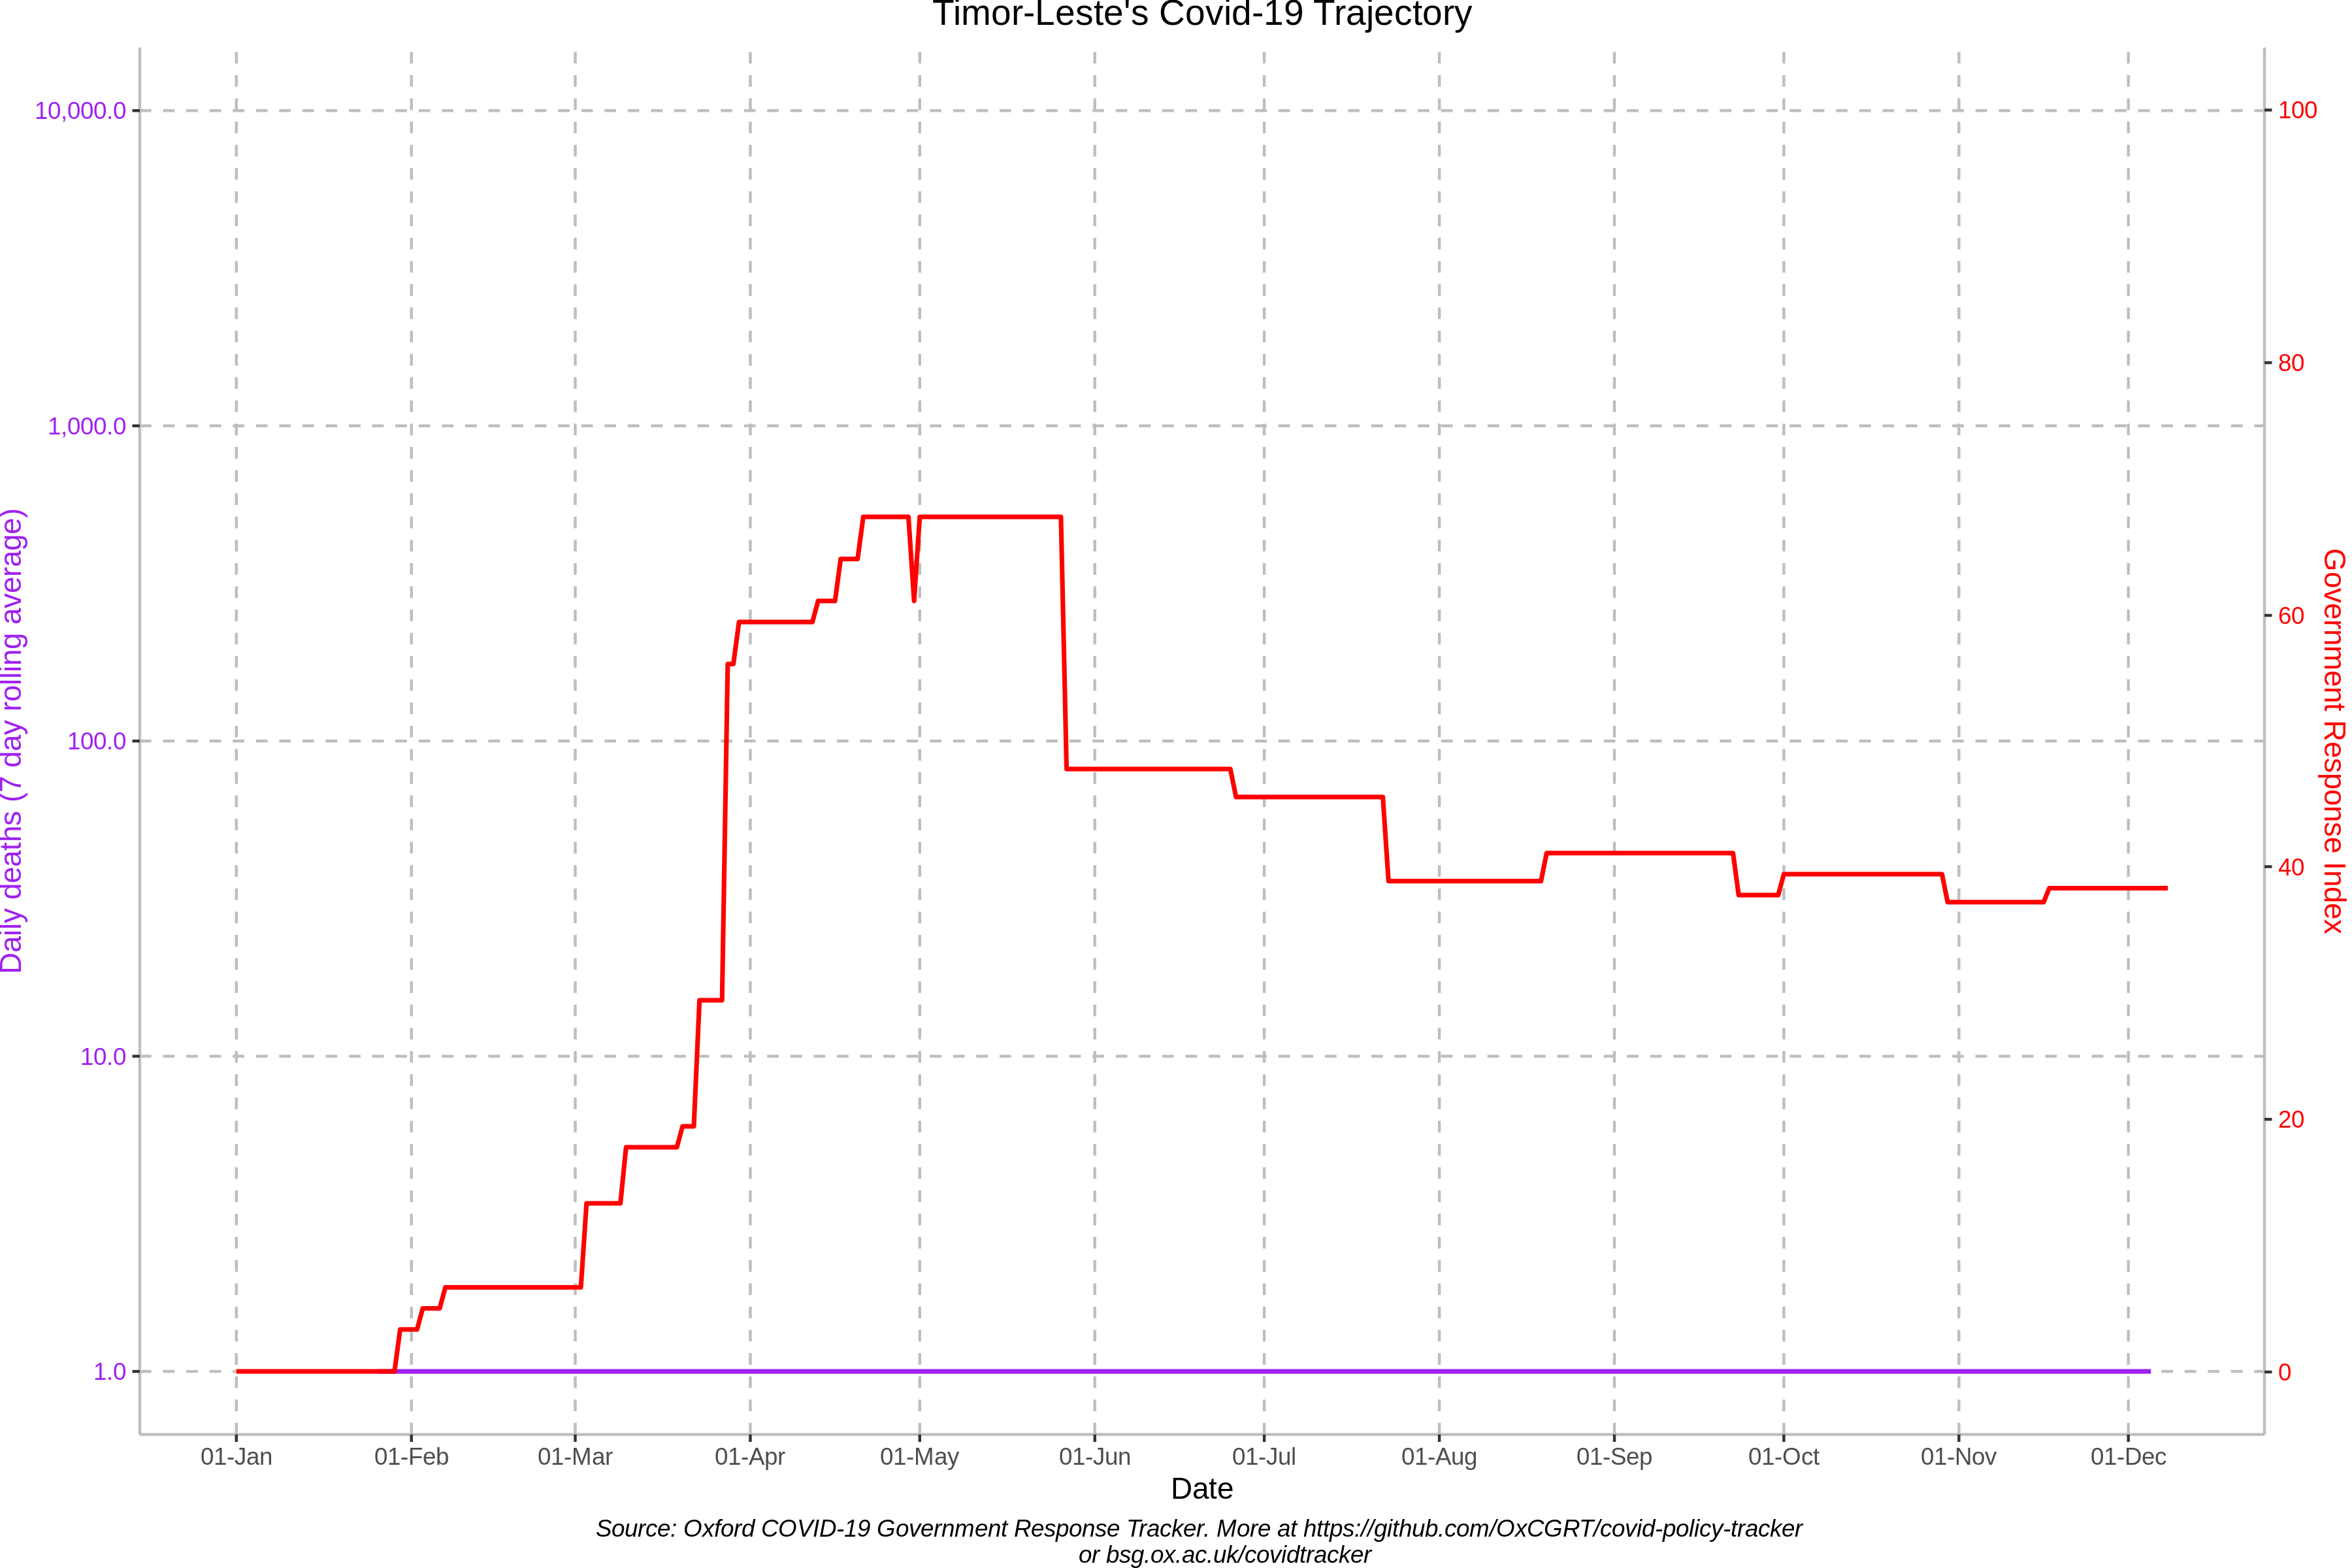 Timor-Leste's Covid-19 Trajectory
10,000.0
1,000.0
100.0
10.0
1.0
Daily deaths (7 day rolling average)
100
80
60
40
20
0
Government Response Index
01-Jan 01-Feb 01-Mar 01-Apr 01-May 01-Jun 01-Jul 01-Aug 01-Sep 01-Oct 01-Nov 01-Dec
Date
Source: Oxford COVID-19 Government Response Tracker. More at https://github.com/OxCGRT/covid-policy-tracker
or bsg.ox.ac.uk/covidtracker